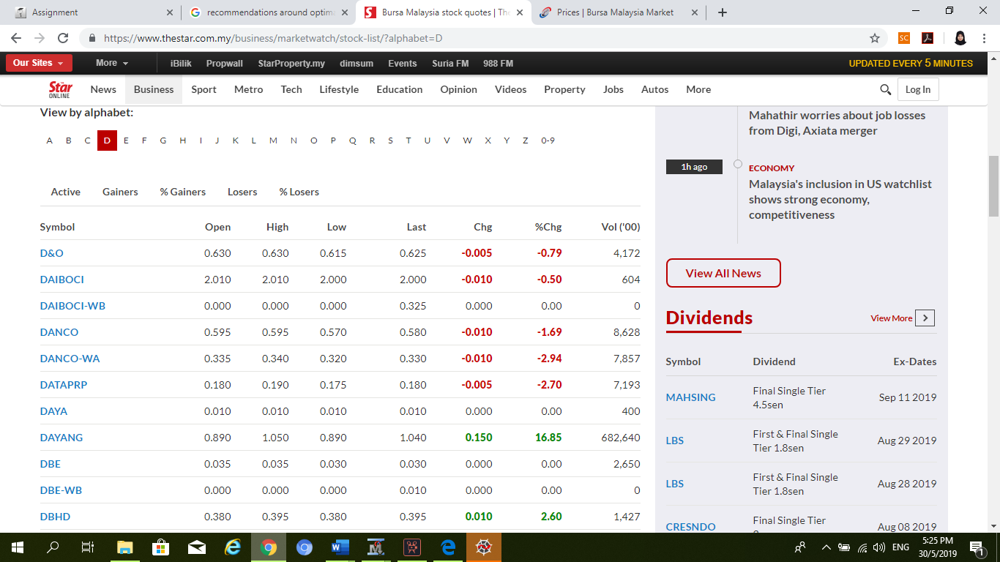 Assignment
recommendations around optima
Bursa Malaysia stock quotes | The
Prices | Bursa Malaysia Market
https://www.thestar.com.my/business/marketwatch/stock-list/?alphabet=D
SC
Our Sites More iBilik Propwall StarProperty.my dimsum Events Suria FM 988 FM UPDATED EVERY 5 MINUTES
The Star ONLINE
News Business Sport Metro Tech Lifestyle Education Opinion Videos Property Jobs Autos More Log In
View by alphabet:
A B C D E F G H I J K L M N O P Q R S T U V W X Y Z 0-9
Active Gainers % Gainers Losers % Losers
Symbol Open High Low Last Chg %Chg Vol ('00)
D&O 0.630 0.630 0.615 0.625 -0.005 -0.79 4,172
DAIBOCI 2.010 2.010 2.000 2.000 -0.010 -0.50 604
DAIBOCI-WB 0.000 0.000 0.000 0.325 0.000 0.00 0
DANCO 0.595 0.595 0.570 0.580 -0.010 -1.69 8,628
DANCO-WA 0.335 0.340 0.320 0.330 -0.010 -2.94 7,857
DATAPRP 0.180 0.190 0.175 0.180 -0.005 -2.70 7,193
DAYA 0.010 0.010 0.010 0.010 0.000 0.00 400
DAYANG 0.890 1.050 0.890 1.040 0.150 16.85 682,640
DBE 0.035 0.035 0.030 0.030 0.000 0.00 2,650
DBE-WB 0.000 0.000 0.000 0.010 0.000 0.00 0
DBHD 0.380 0.395 0.380 0.395 0.010 2.60 1,427
Mahathir worries about job losses
from Digi, Axiata merger
1h ago
ECONOMY
Malaysia's inclusion in US watchlist
shows strong economy,
competitiveness
View All News
Dividends View More
Symbol Dividend Ex-Dates
MAHSING Final Single Tier
4.5sen Sep 11 2019
LBS First & Final Single
Tier 1.8sen Aug 29 2019
LBS First & Final Single
Tier 1.8sen Aug 28 2019
CRESNDO Final Single Tier
Aug 08 2019
ENG
5:25 PM
30/5/2019
1